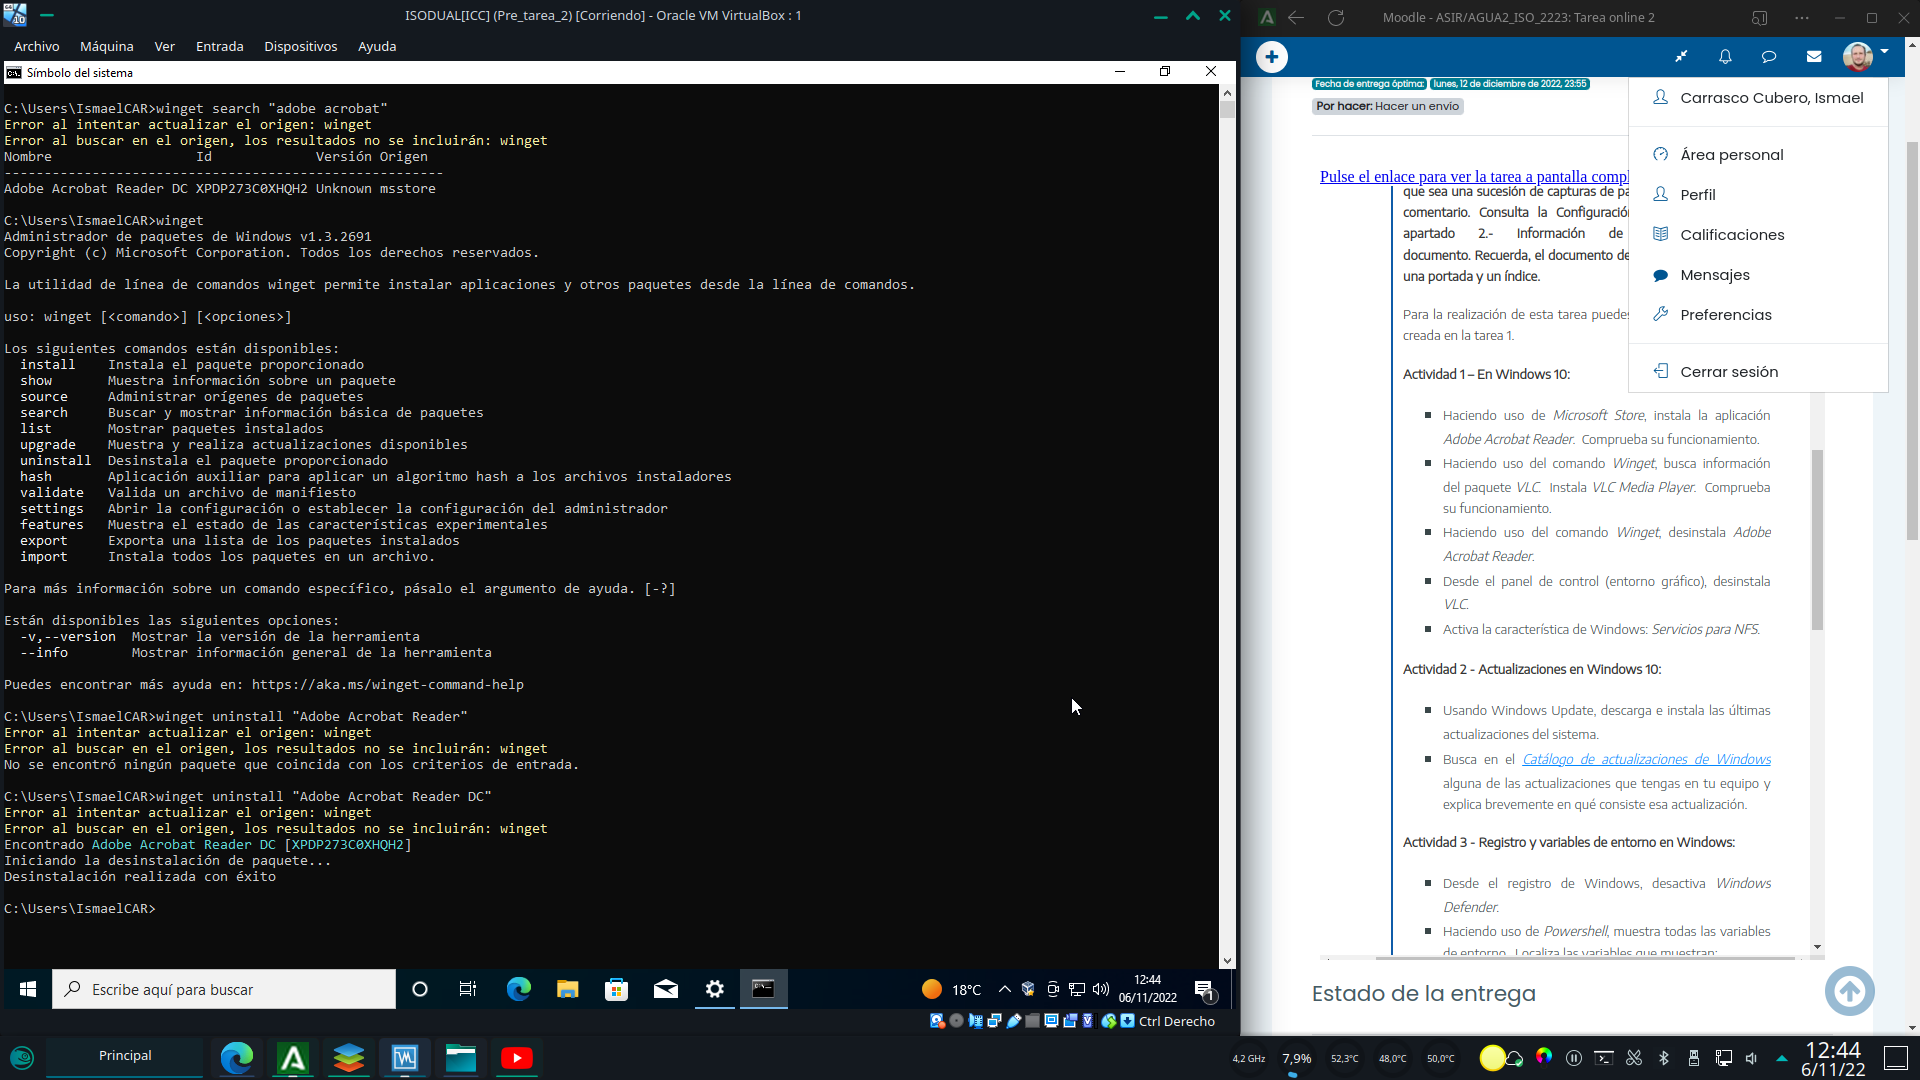 ISODUAL[ICC] (Pre_tarea_2) [Corriendo] - Oracle VM VirtualBox : 1
Archivo Máquina Ver Entrada Dispositivos Ayuda
Símbolo del sistema
C:\Users\IsmaelCAR>winget search "adobe acrobat"
Error al intentar actualizar el origen: winget
Error al buscar en el origen, los resultados no se incluirán: winget
Nombre Id Versión Origen
-------------------------------------------------------
Adobe Acrobat Reader DC XPDP273C0XHQH2 Unknown msstore
C:\Users\IsmaelCAR>winget
Administrador de paquetes de Windows v1.3.2691
Copyright (c) Microsoft Corporation. Todos los derechos reservados.
La utilidad de línea de comandos winget permite instalar aplicaciones y otros paquetes desde la línea de comandos.
uso: winget [<comando>] [<opciones>]
Los siguientes comandos están disponibles:
install Instala el paquete proporcionado
show Muestra información sobre un paquete
source Administrar orígenes de paquetes
search Buscar y mostrar información básica de paquetes
list Mostrar paquetes instalados
upgrade Muestra y realiza actualizaciones disponibles
uninstall Desinstala el paquete proporcionado
hash Aplicación auxiliar para aplicar un algoritmo hash a los archivos instaladores
validate Valida un archivo de manifiesto
settings Abrir la configuración o establecer la configuración del administrador
features Muestra el estado de las características experimentales
export Exporta una lista de los paquetes instalados
import Instala todos los paquetes en un archivo.
Para más información sobre un comando específico, pásalo el argumento de ayuda. [-?]
Están disponibles las siguientes opciones:
-v,--version Mostrar la versión de la herramienta
--info Mostrar información general de la herramienta
Puedes encontrar más ayuda en: https://aka.ms/winget-command-help
C:\Users\IsmaelCAR>winget uninstall "Adobe Acrobat Reader"
Error al intentar actualizar el origen: winget
Error al buscar en el origen, los resultados no se incluirán: winget
No se encontró ningún paquete que coincida con los criterios de entrada.
C:\Users\IsmaelCAR>winget uninstall "Adobe Acrobat Reader DC"
Error al intentar actualizar el origen: winget
Error al buscar en el origen, los resultados no se incluirán: winget
Encontrado Adobe Acrobat Reader DC [XPDP273C0XHQH2]
Iniciando la desinstalación de paquete...
Desinstalación realizada con éxito
C:\Users\IsmaelCAR>
Escribe aquí para buscar
18°C
12:44
06/11/2022
1
Ctrl Derecho
Moodle - ASIR/AGUA2_ISO_2223: Tarea online 2
Fecha de entrega óptima: lunes, 12 de diciembre de 2022, 23:55
Por hacer: Hacer un envío
Pulse el enlace para ver la tarea a pantalla compl
que sea una sucesión de capturas de pa
comentario. Consulta la Configuración
apartado 2.- Información de
documento. Recuerda, el documento de
una portada y un índice.
Para la realización de esta tarea puedes
creada en la tarea 1.
Carrasco Cubero, Ismael
Área personal
Perfil
Calificaciones
Mensajes
Preferencias
Cerrar sesión
Actividad 1 – En Windows 10:
Haciendo uso de Microsoft Store, instala la aplicación
Adobe Acrobat Reader. Comprueba su funcionamiento.
Haciendo uso del comando Winget, busca información
del paquete VLC. Instala VLC Media Player. Comprueba
su funcionamiento.
Haciendo uso del comando Winget, desinstala Adobe
Acrobat Reader.
Desde el panel de control (entorno gráfico), desinstala
VLC.
Activa la característica de Windows: Servicios para NFS.
Actividad 2 - Actualizaciones en Windows 10:
Usando Windows Update, descarga e instala las últimas
actualizaciones del sistema.
Busca en el Catálogo de actualizaciones de Windows
alguna de las actualizaciones que tengas en tu equipo y
explica brevemente en qué consiste esa actualización.
Actividad 3 - Registro y variables de entorno en Windows:
Desde el registro de Windows, desactiva Windows
Defender.
Haciendo uso de Powershell, muestra todas las variables
de entorno. Localiza las variables que muestran:
Estado de la entrega
Principal
4,2 GHz 7,9% 52,3°C 48,0°C 50,0°C
12:44
6/11/22